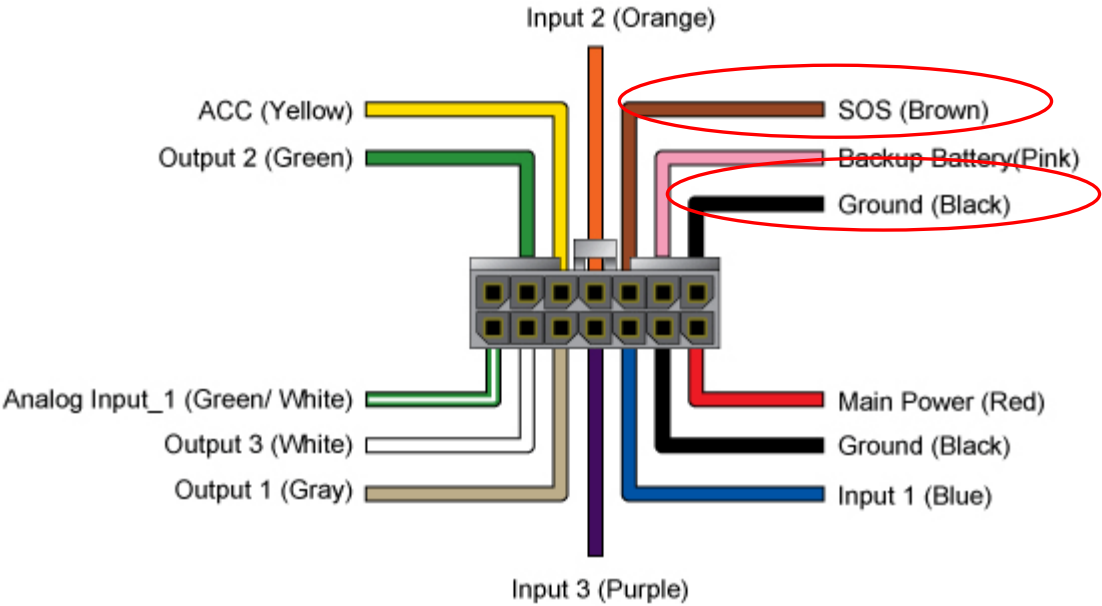 Input 2 (Orange)
ACC (Yellow)
SOS (Brown)
Output 2 (Green)
Backup Battery(Pink)
Ground (Black)
Analog Input_1 (Green/ White)
Main Power (Red)
Output 3 (White)
Ground (Black)
Output 1 (Gray)
Input 1 (Blue)
Input 3 (Purple)